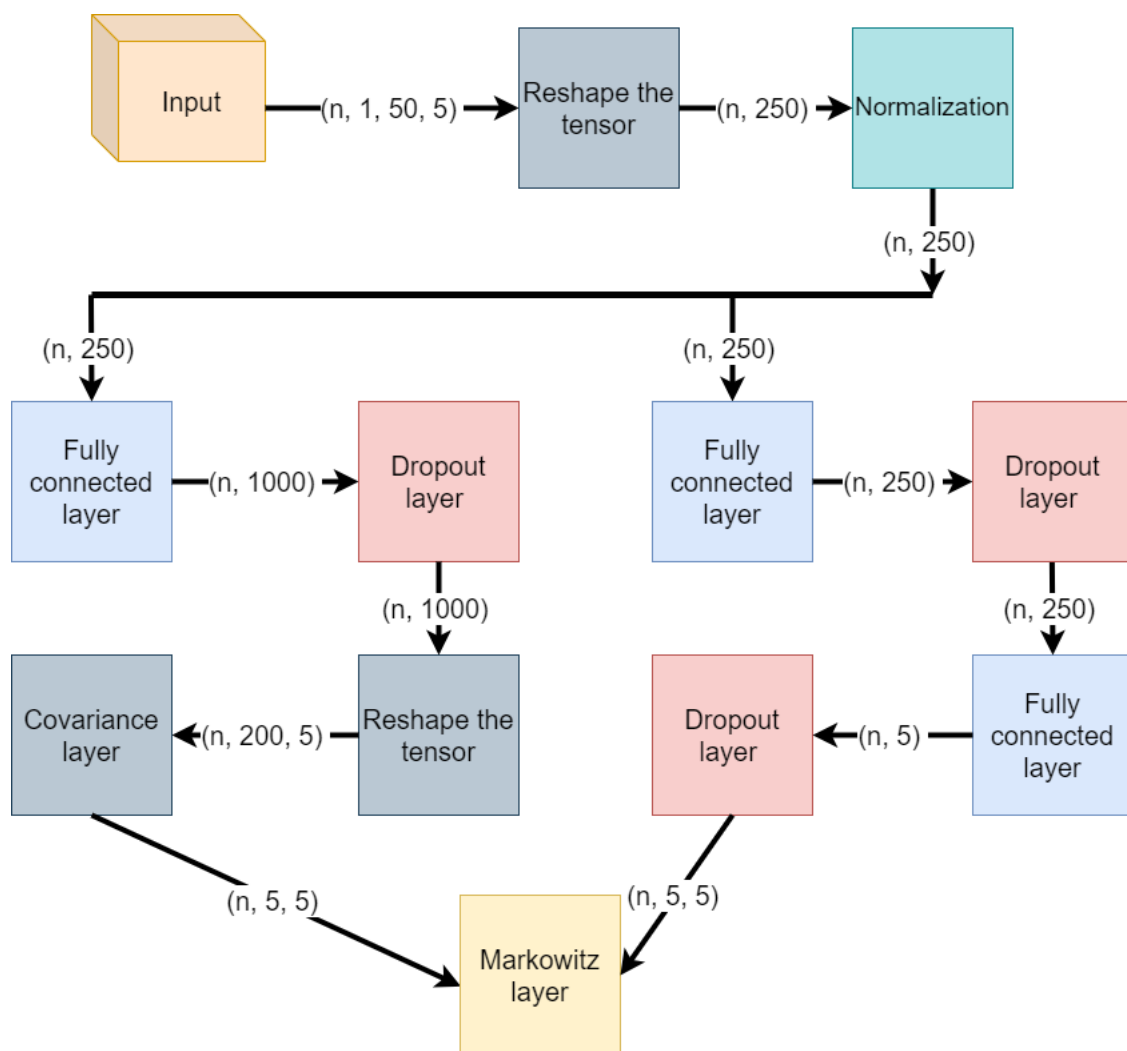 Input
(n, 1, 50, 5)
Reshape the
tensor
(n, 250)
Normalization
(n, 250)
(n, 250)
(n, 250)
Fully
connected
layer
(n, 1000)
Dropout
layer
Fully
connected
layer
(n, 250)
Dropout
layer
(n, 1000)
(n, 250)
Covariance
layer
(n, 200, 5)
Reshape the
tensor
Dropout
layer
(n, 5)
Fully
connected
layer
(n, 5, 5)
(n, 5, 5)
Markowitz
layer